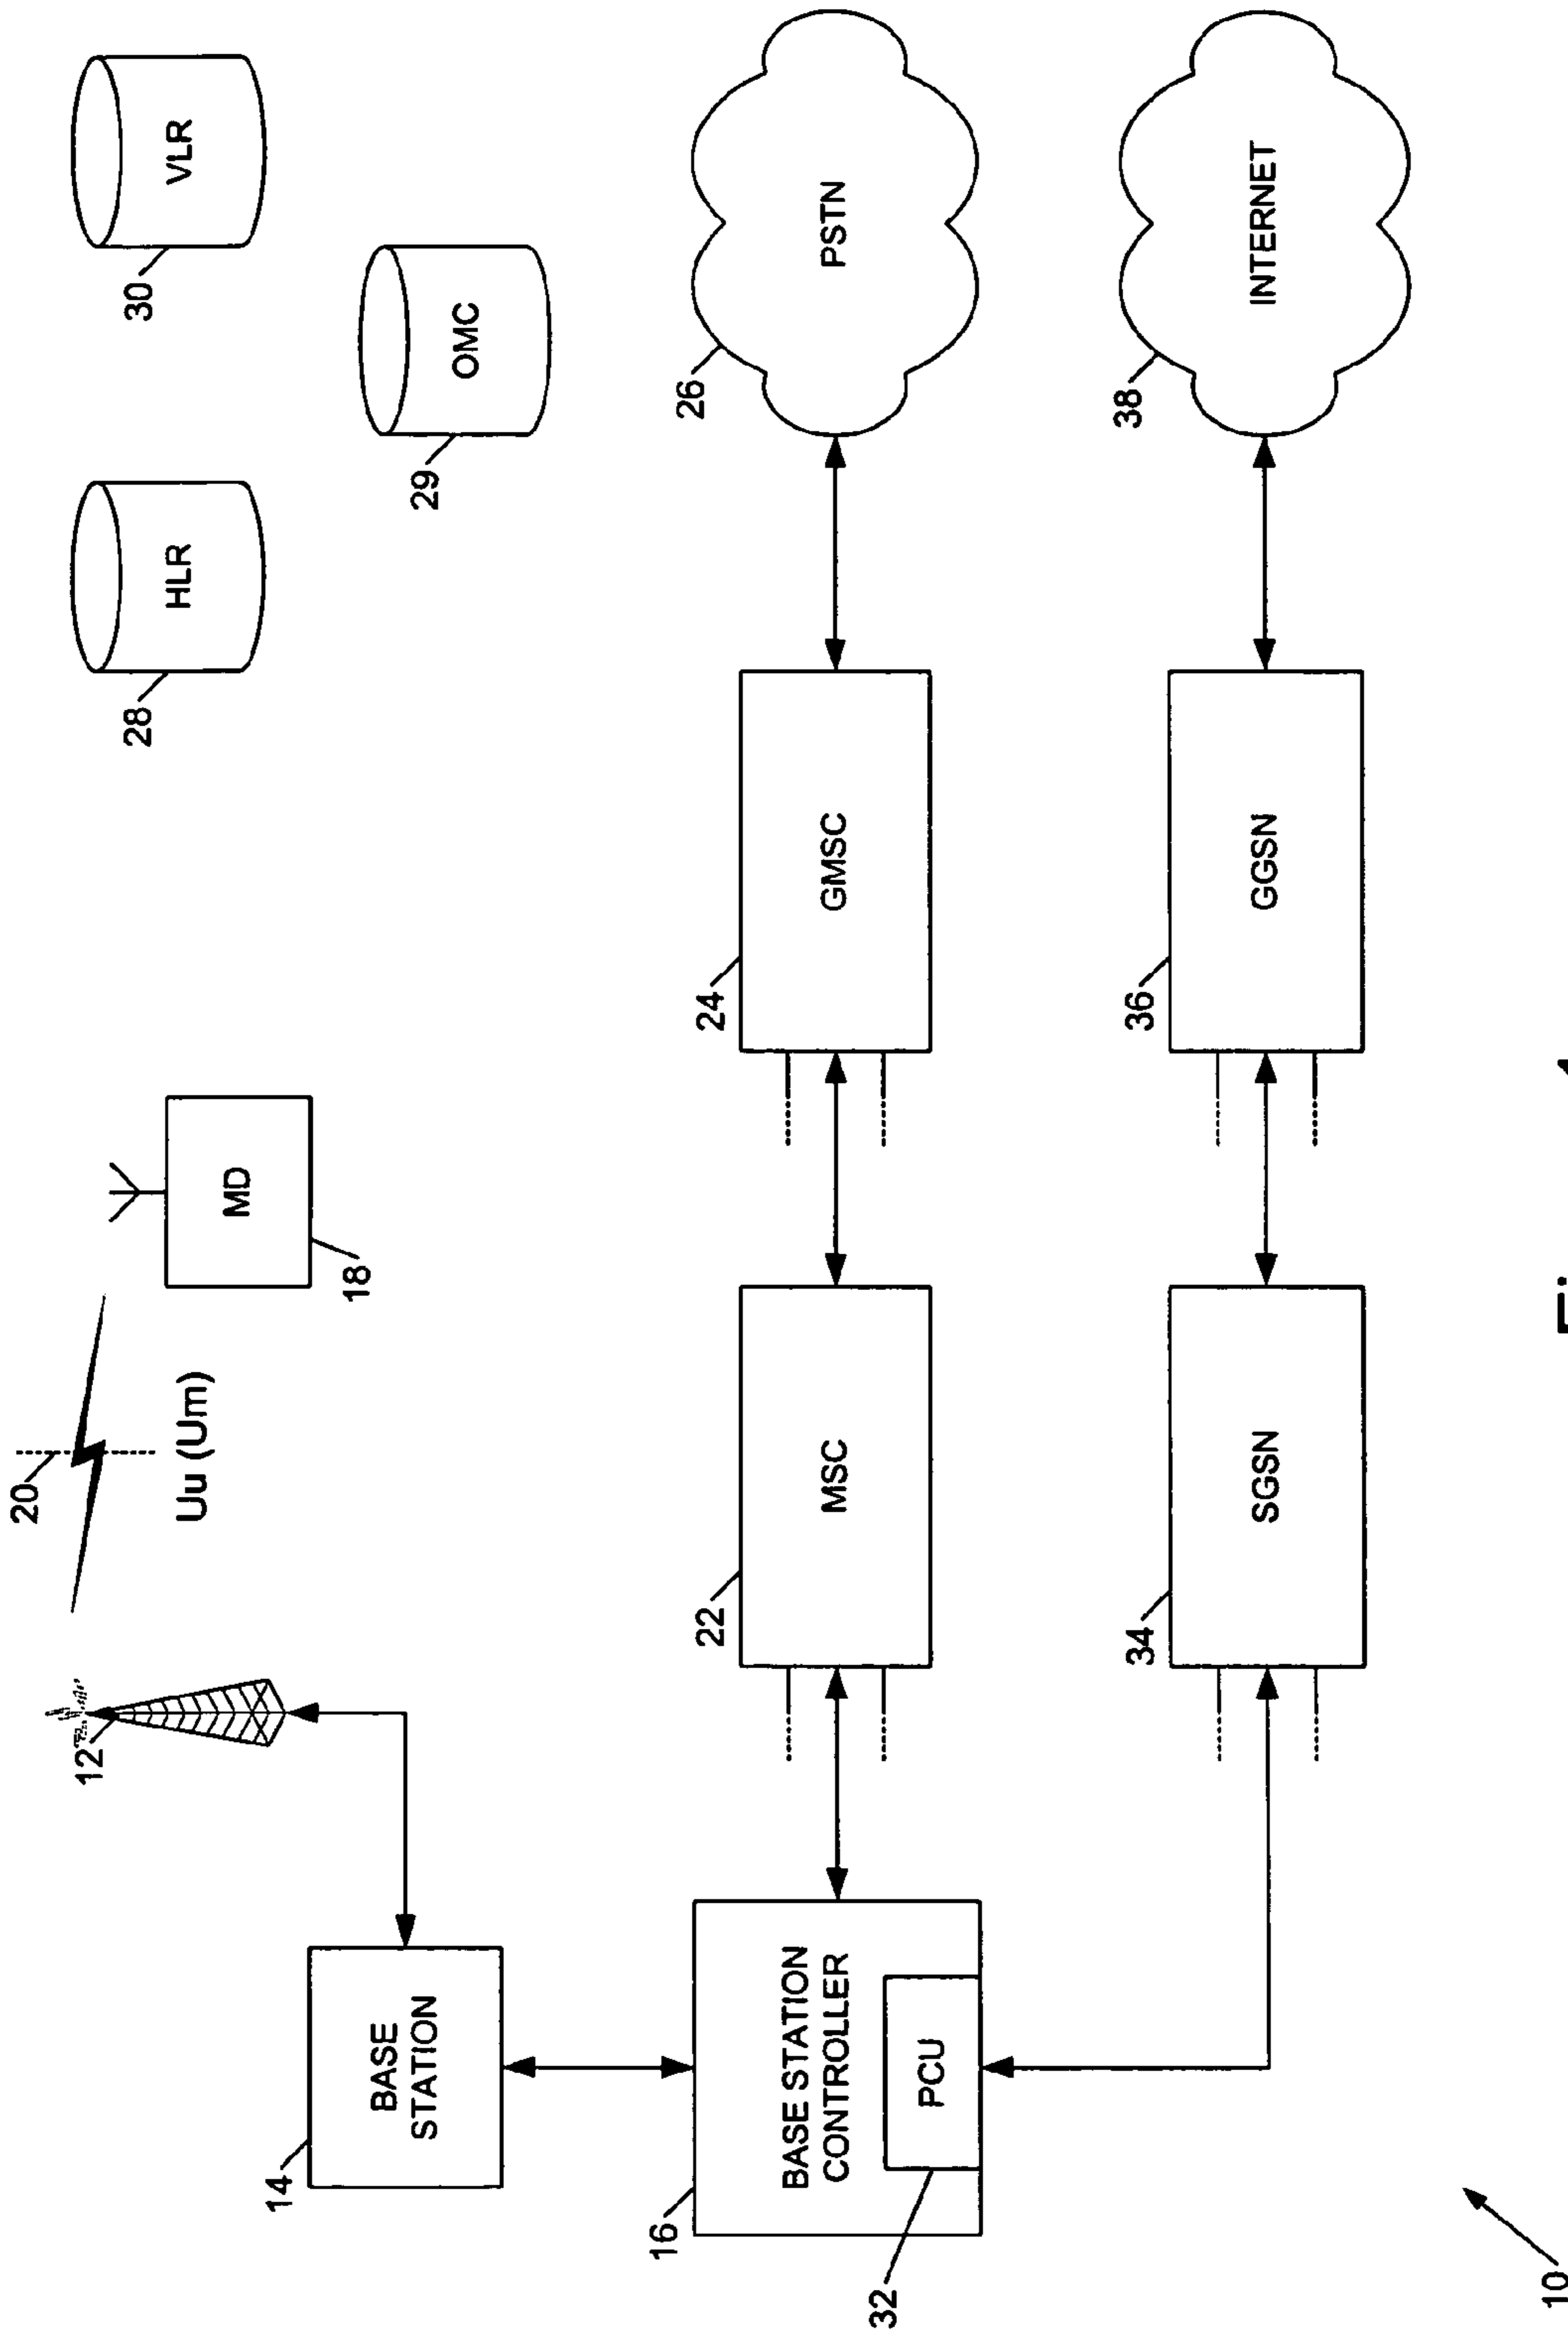 20
12
Uu (Um)
MD
18
HLR
28
VLR
30
OMC
29
14
BASE
STATION
16
BASE STATION
CONTROLLER
PCU
32
22
MSC
24
GMSC
26
PSTN
34
SGSN
36
GGSN
38
INTERNET
10